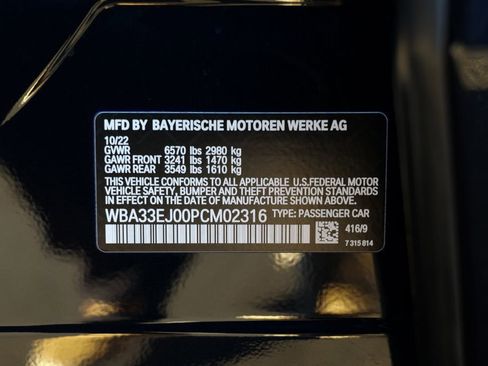 MFD BY BAYERISCHE MOTOREN WERKE AG
10/22
GVWR 6570 lbs 2980 kg
GAWR FRONT 3241 lbs 1470 kg
GAWR REAR 3549 lbs 1610 kg
THIS VEHICLE CONFORMS TO ALL APPLICABLE U.S.FEDERAL MOTOR
VEHICLE SAFETY, BUMPER AND THEFT PREVENTION STANDARDS
IN EFFECT ON THE DATE OF MANUFACTURE SHOWN ABOVE.
WBA33EJ00PCM02316 TYPE: PASSENGER CAR
416/9
7 315 814